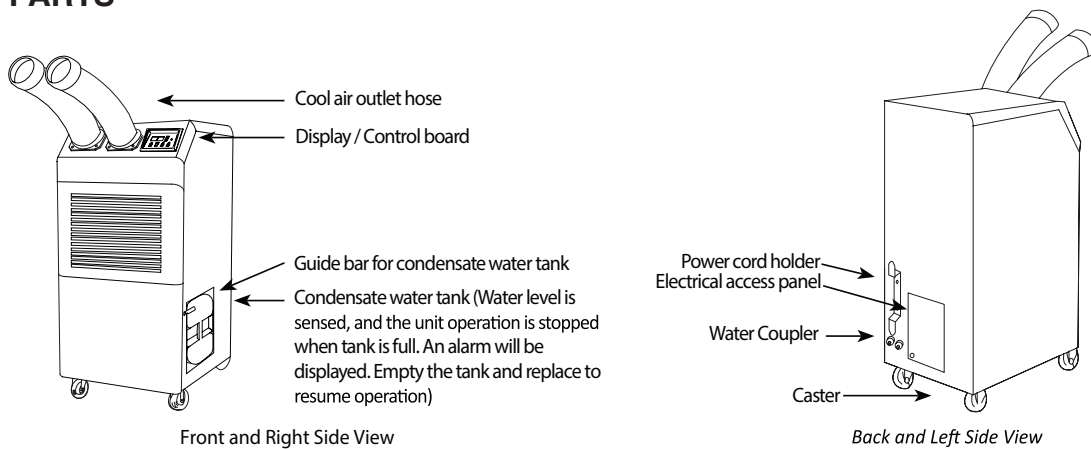 PARTS
Cool air outlet hose
Display / Control board
Guide bar for condensate water tank
Condensate water tank (Water level is
sensed, and the unit operation is stopped
when tank is full. An alarm will be
displayed. Empty the tank and replace to
resume operation)
Front and Right Side View
Power cord holder
Electrical access panel
Water Coupler
Caster
Back and Left Side View